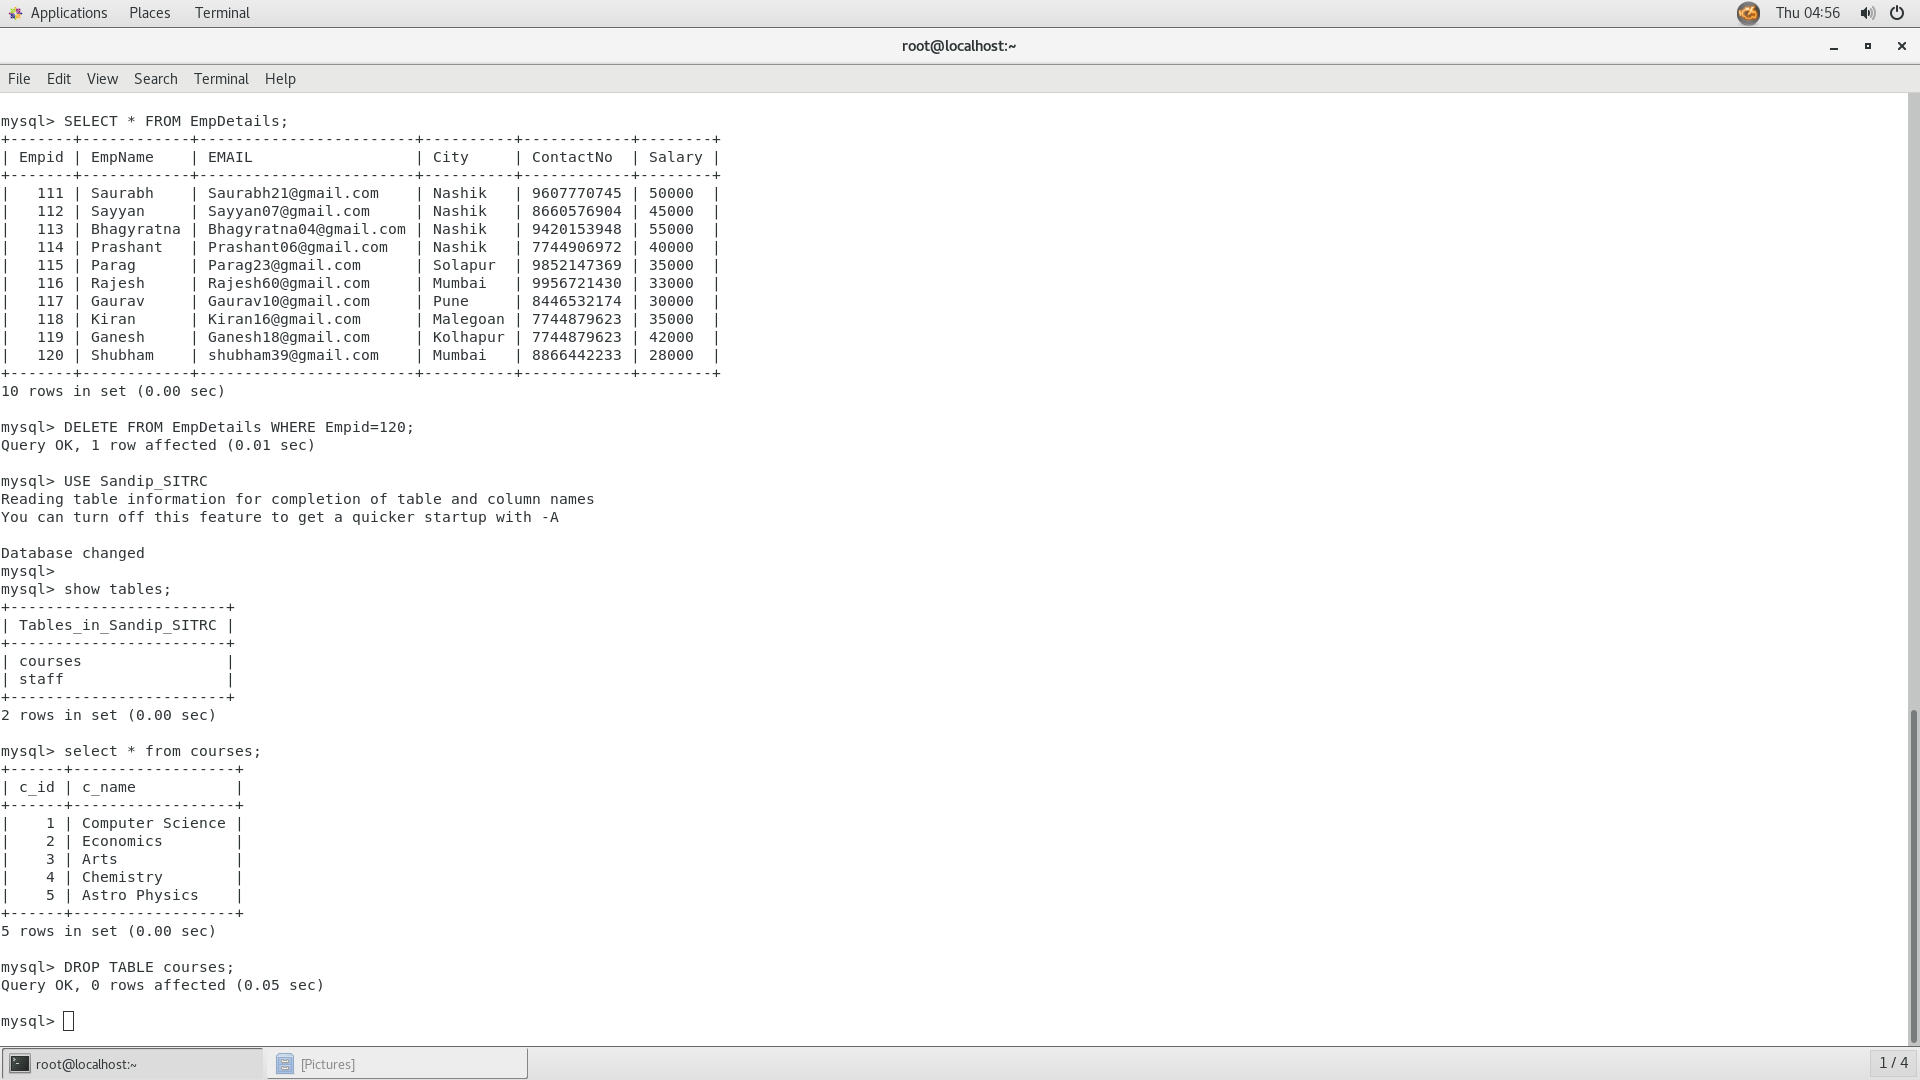 Applications Places Terminal Thu 04:56
root@localhost:~
File Edit View Search Terminal Help
mysql> SELECT * FROM EmpDetails;
+-------+------------+------------------------+----------+------------+--------+
| Empid | EmpName    | EMAIL                  | City     | ContactNo  | Salary |
+-------+------------+------------------------+----------+------------+--------+
|   111 | Saurabh    | Saurabh21@gmail.com    | Nashik   | 9607770745 | 50000  |
|   112 | Sayyan     | Sayyan07@gmail.com     | Nashik   | 8660576904 | 45000  |
|   113 | Bhagyratna | Bhagyratna04@gmail.com | Nashik   | 9420153948 | 55000  |
|   114 | Prashant   | Prashant06@gmail.com   | Nashik   | 7744906972 | 40000  |
|   115 | Parag      | Parag23@gmail.com      | Solapur  | 9852147369 | 35000  |
|   116 | Rajesh     | Rajesh60@gmail.com     | Mumbai   | 9956721430 | 33000  |
|   117 | Gaurav     | Gaurav10@gmail.com     | Pune     | 8446532174 | 30000  |
|   118 | Kiran      | Kiran16@gmail.com      | Malegoan | 7744879623 | 35000  |
|   119 | Ganesh     | Ganesh18@gmail.com     | Kolhapur | 7744879623 | 42000  |
|   120 | Shubham    | shubham39@gmail.com    | Mumbai   | 8866442233 | 28000  |
+-------+------------+------------------------+----------+------------+--------+
10 rows in set (0.00 sec)
mysql> DELETE FROM EmpDetails WHERE Empid=120;
Query OK, 1 row affected (0.01 sec)
mysql> USE Sandip_SITRC
Reading table information for completion of table and column names
You can turn off this feature to get a quicker startup with -A
Database changed
mysql>
mysql> show tables;
+------------------------+
| Tables_in_Sandip_SITRC |
+------------------------+
| courses                |
| staff                  |
+------------------------+
2 rows in set (0.00 sec)
mysql> select * from courses;
+------+------------------+
| c_id | c_name           |
+------+------------------+
|    1 | Computer Science |
|    2 | Economics        |
|    3 | Arts             |
|    4 | Chemistry        |
|    5 | Astro Physics    |
+------+------------------+
5 rows in set (0.00 sec)
mysql> DROP TABLE courses;
Query OK, 0 rows affected (0.05 sec)
mysql>
root@localhost:~ [Pictures] 1 / 4